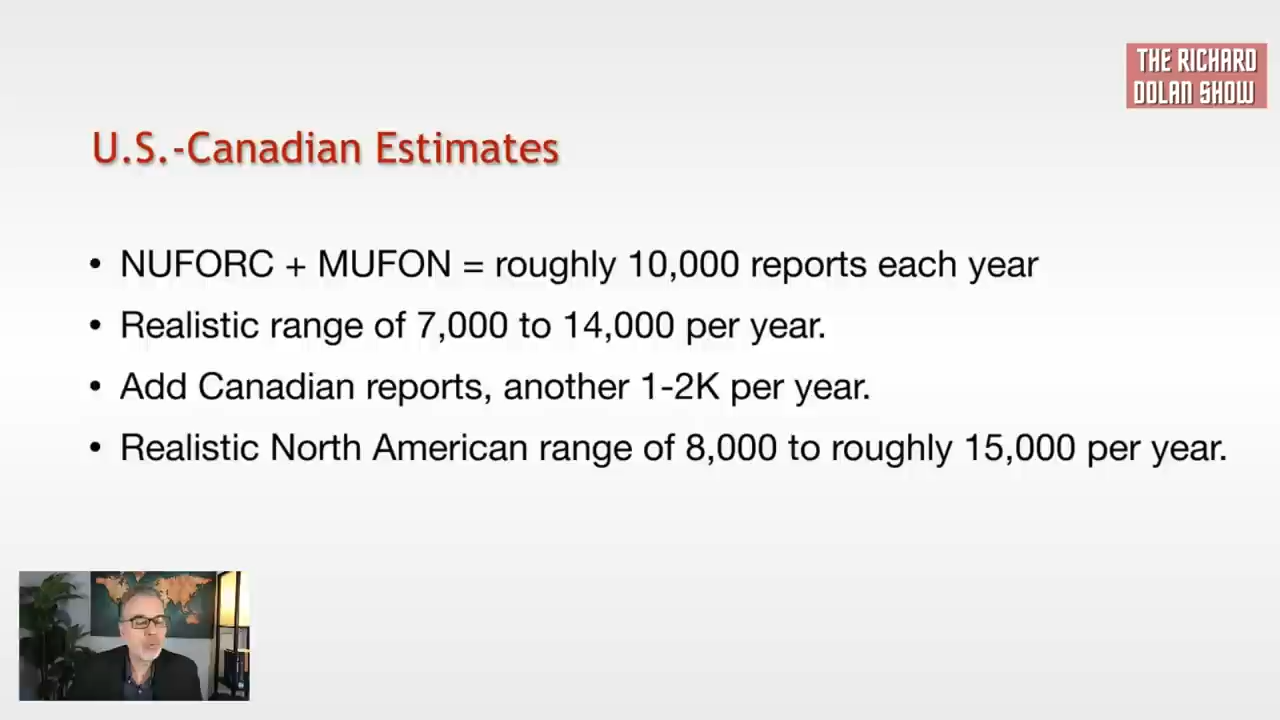 THE RICHARD
DOLAN SHOW
U.S.-Canadian Estimates
• NUFORC + MUFON = roughly 10,000 reports each year
• Realistic range of 7,000 to 14,000 per year.
• Add Canadian reports, another 1-2K per year.
• Realistic North American range of 8,000 to roughly 15,000 per year.